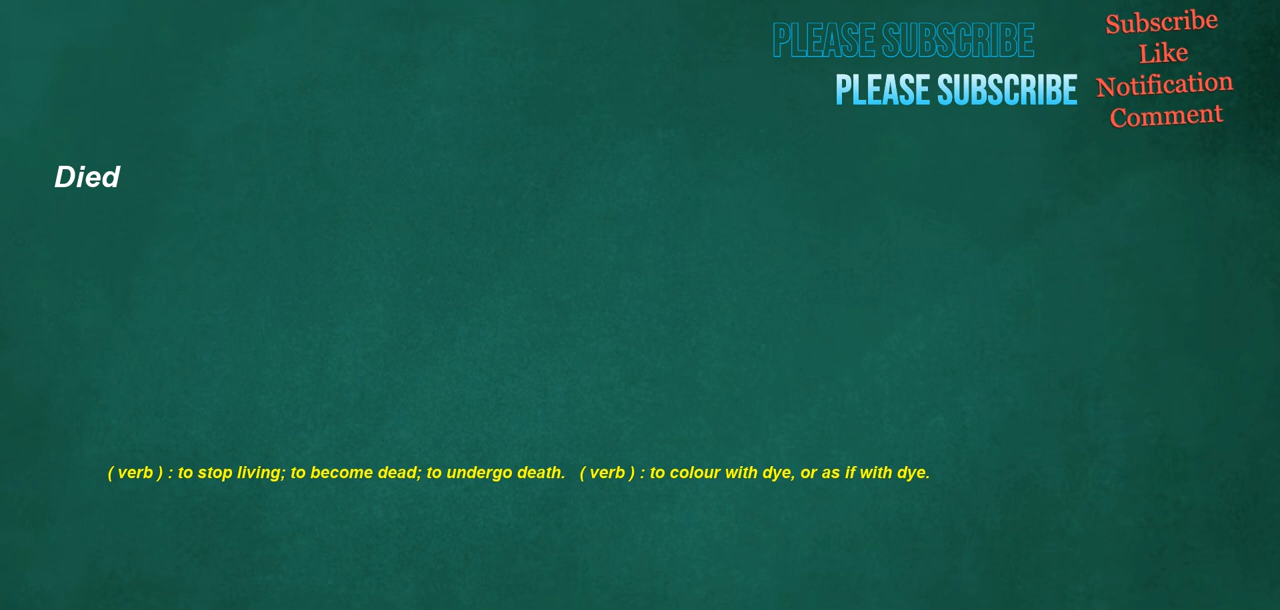 PLEASE SUBSCRIBE
PLEASE SUBSCRIBE
Subscribe
Like
Notification
Comment
Died
( verb ) : to stop living; to become dead; to undergo death.   ( verb ) : to colour with dye, or as if with dye.